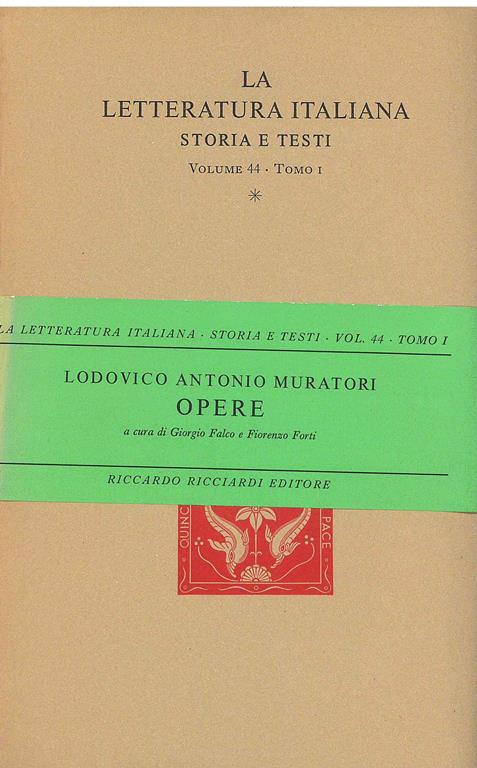 LA
LETTERATURA ITALIANA
STORIA E TESTI
VOLUME 44 · TOMO I
LA LETTERATURA ITALIANA · STORIA E TESTI · VOL. 44 · TOMO I
LODOVICO ANTONIO MURATORI
OPERE
a cura di Giorgio Falco e Fiorenzo Forti
RICCARDO RICCIARDI EDITORE
QUINC
PACE